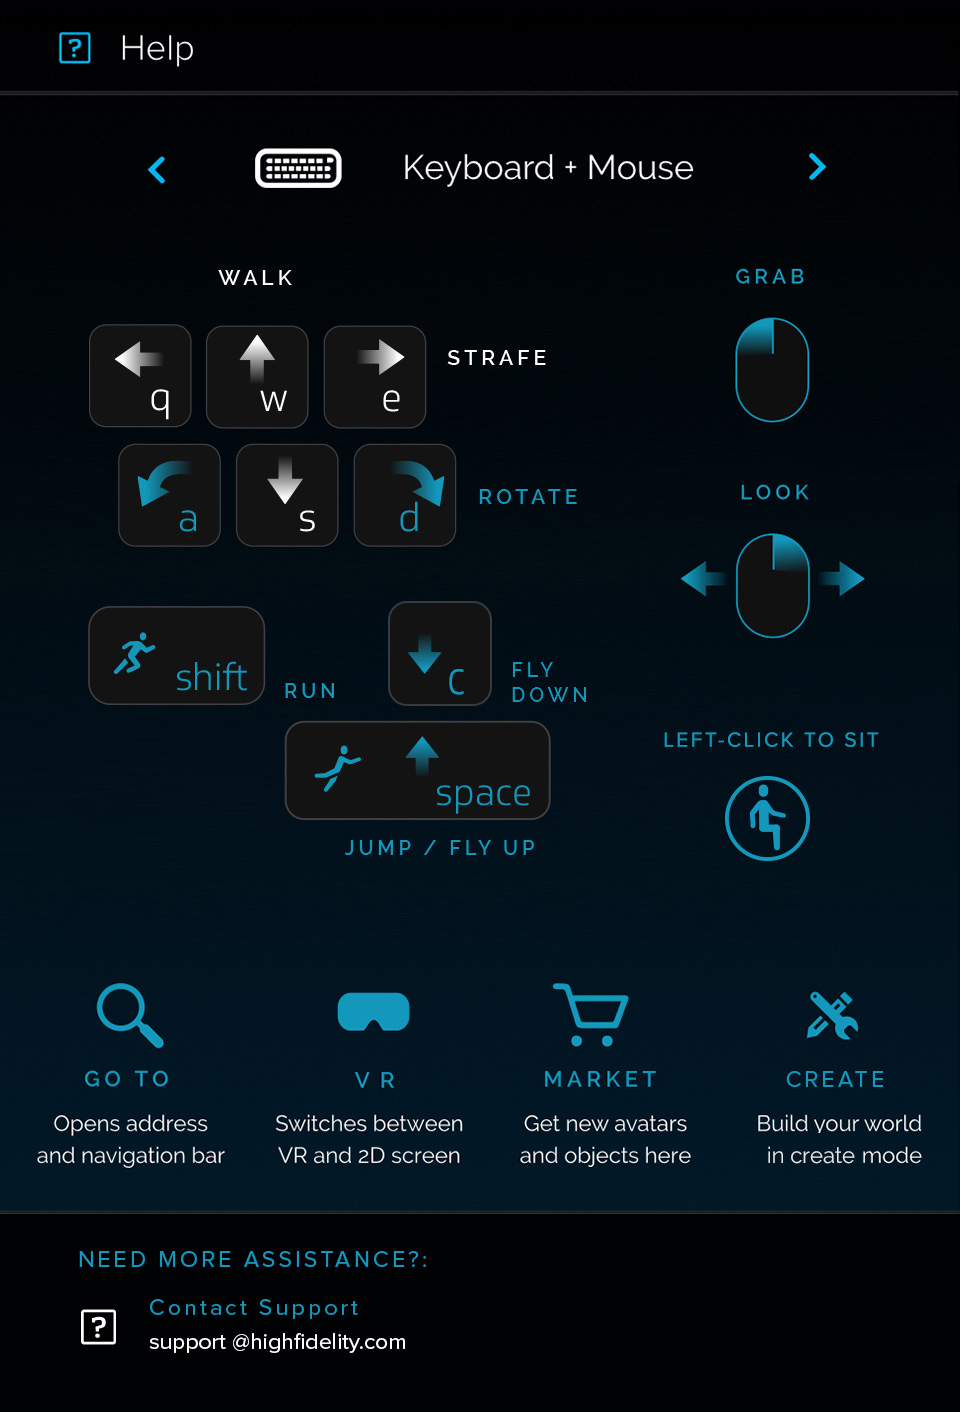 ? Help
Keyboard + Mouse
WALK
q w e STRAFE
a s d ROTATE
shift RUN
c FLY
DOWN
space
JUMP / FLY UP
GRAB
LOOK
LEFT-CLICK TO SIT
GO TO
Opens address
and navigation bar
VR
Switches between
VR and 2D screen
MARKET
Get new avatars
and objects here
CREATE
Build your world
in create mode
NEED MORE ASSISTANCE?:
? Contact Support
support @highfidelity.com